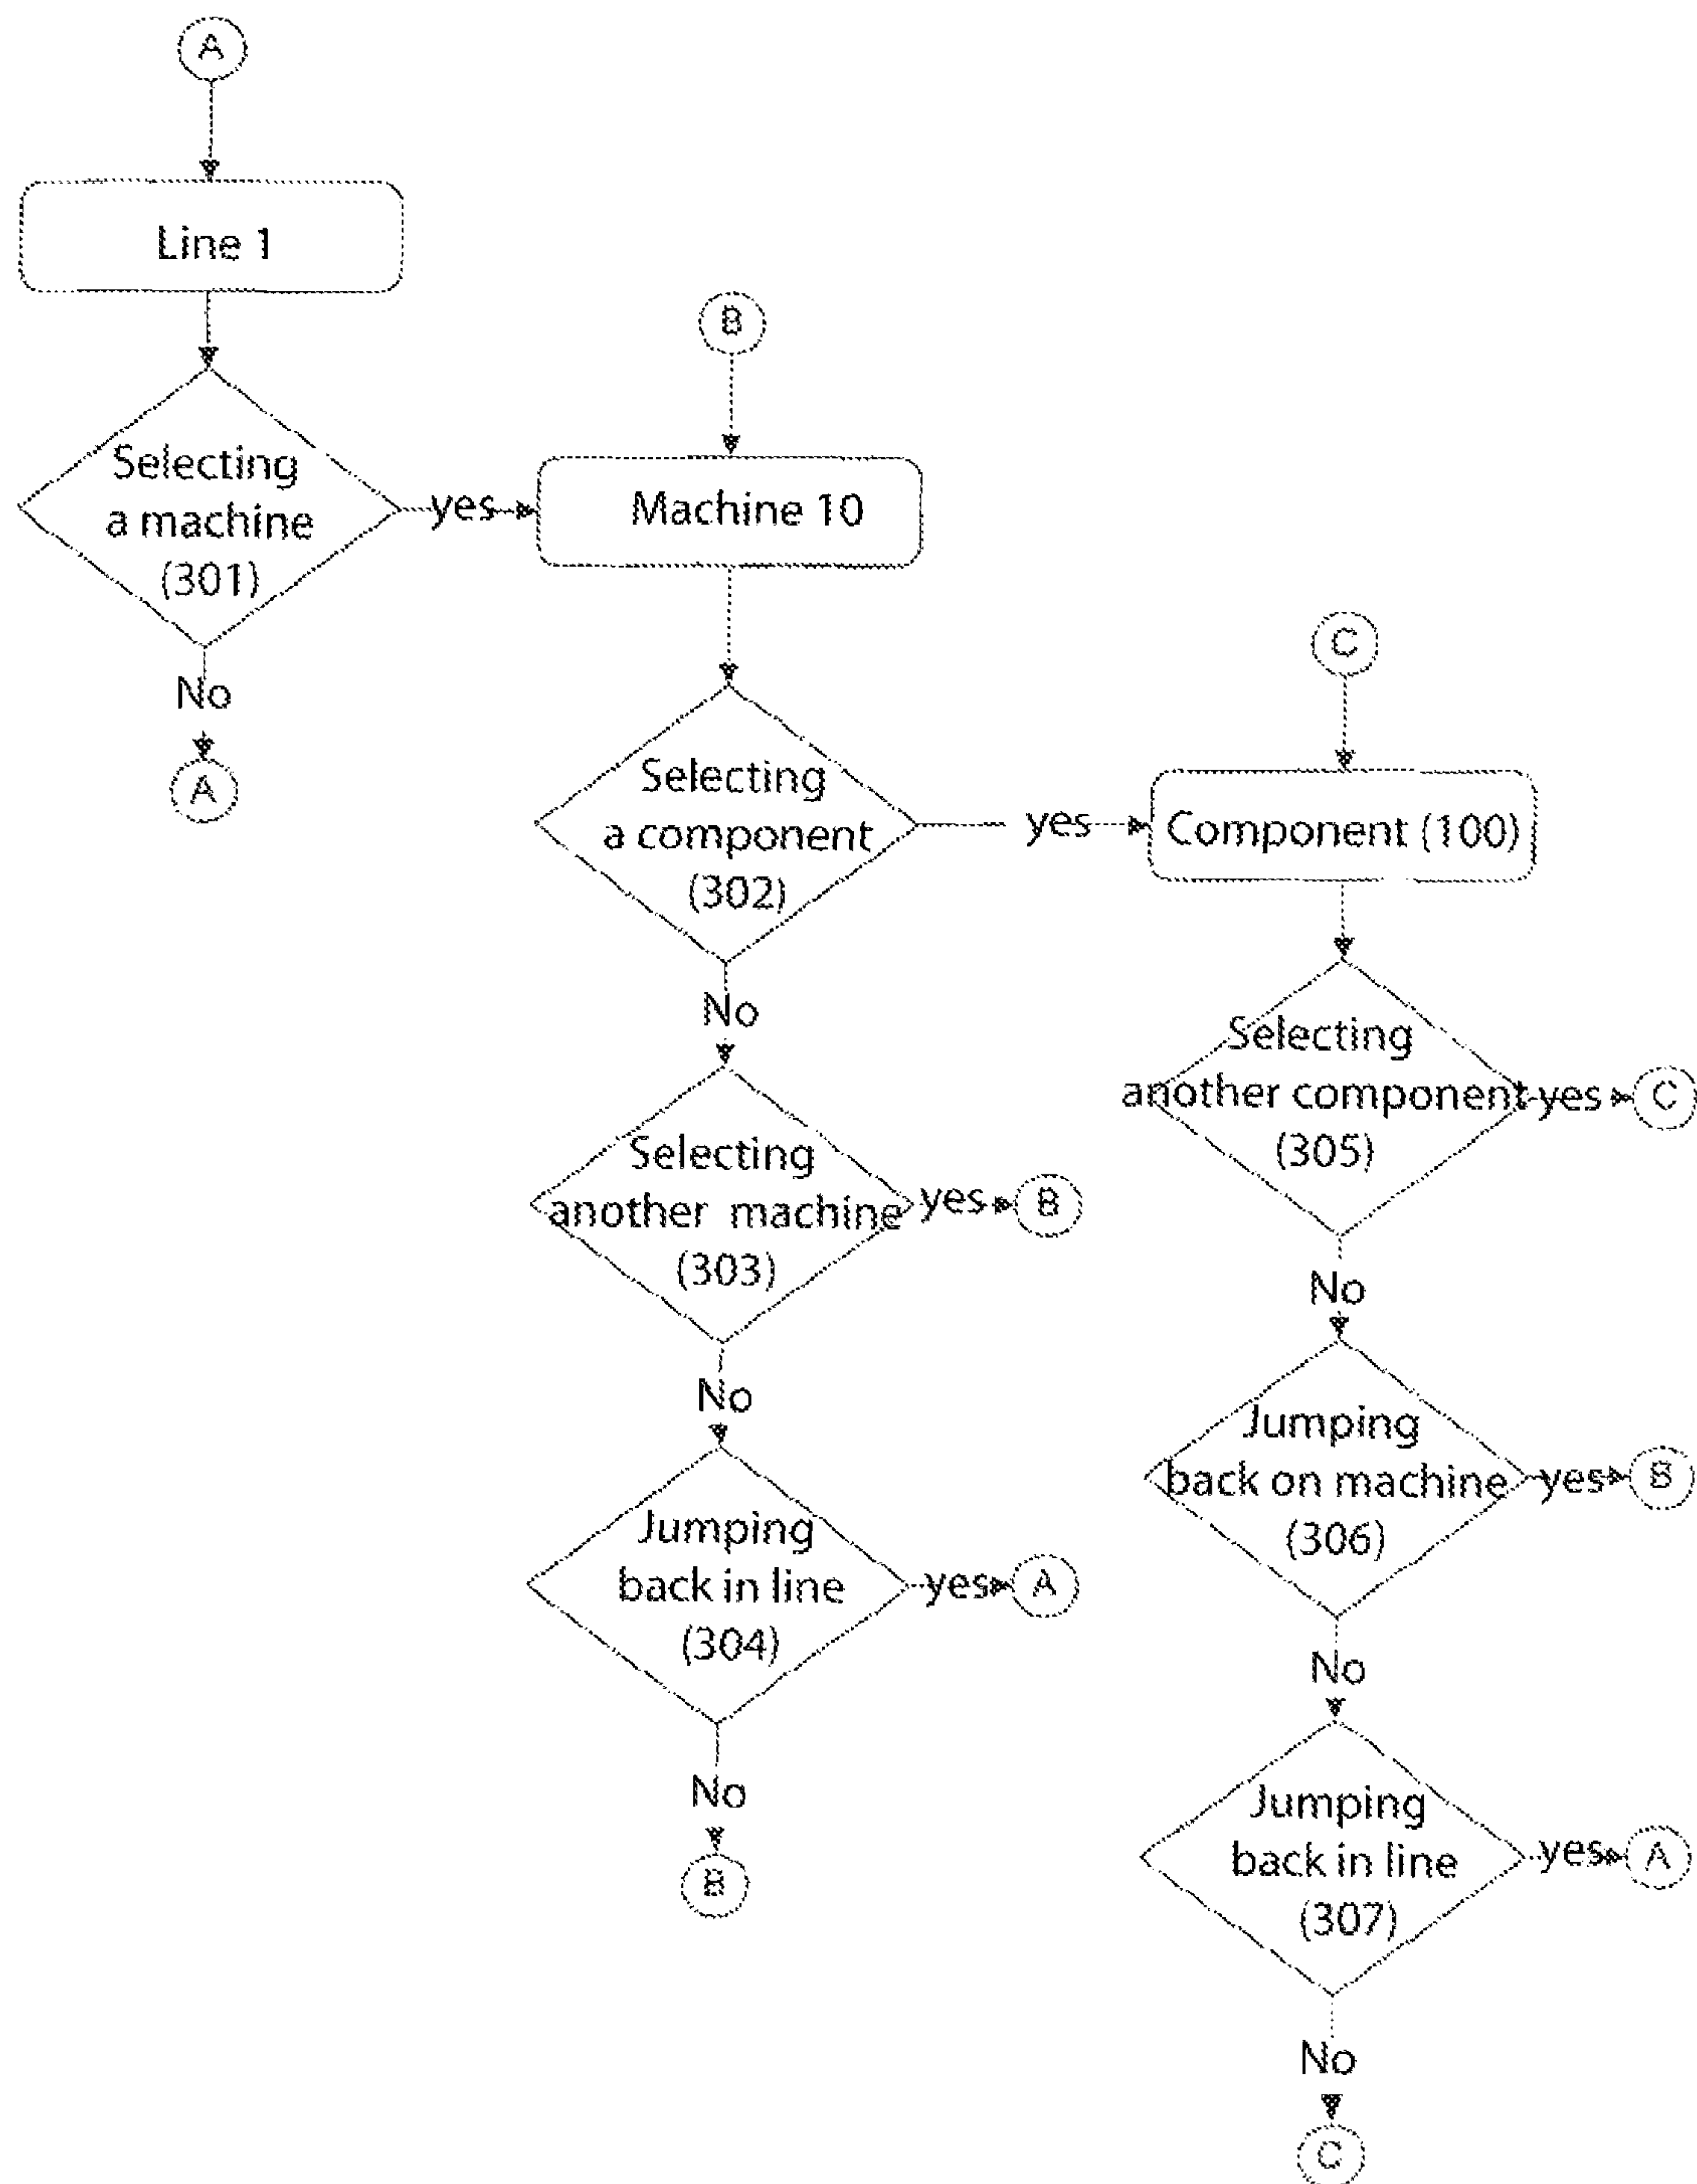 A
Line 1
Selecting
a machine
(301)
yes
No
A
B
Machine 10
Selecting
a component
(302)
yes
No
Selecting
another machine
(303)
yes
B
No
Jumping
back in line
(304)
yes
A
No
B
C
Component (100)
Selecting
another component
(305)
yes
C
No
Jumping
back on machine
(306)
yes
B
No
Jumping
back in line
(307)
yes
A
No
C